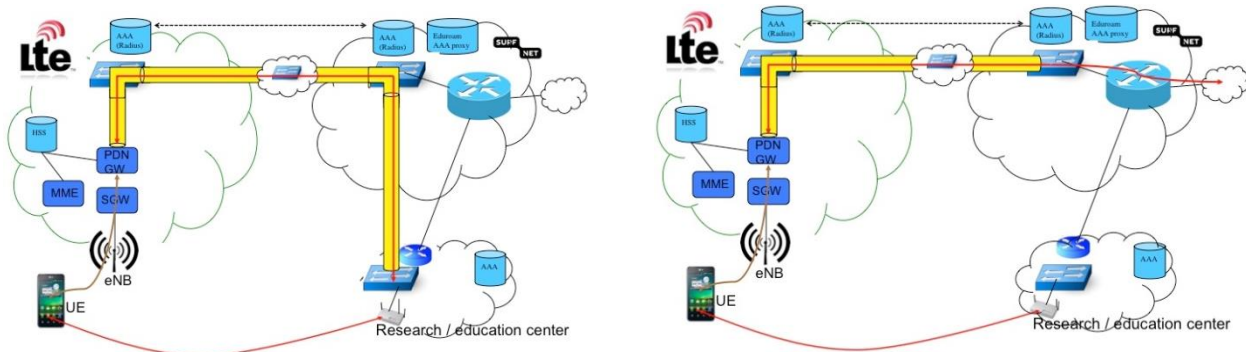 Lte
AAA
(Radius)
AAA
(Radius)
Eduroam
AAA proxy
SURF
NET
HSS
PDN
GW
MME
SGW
eNB
UE
AAA
Research / education center
Lte
AAA
(Radius)
AAA
(Radius)
Eduroam
AAA proxy
SURF
NET
HSS
PDN
GW
MME
SGW
eNB
UE
AAA
Research / education center